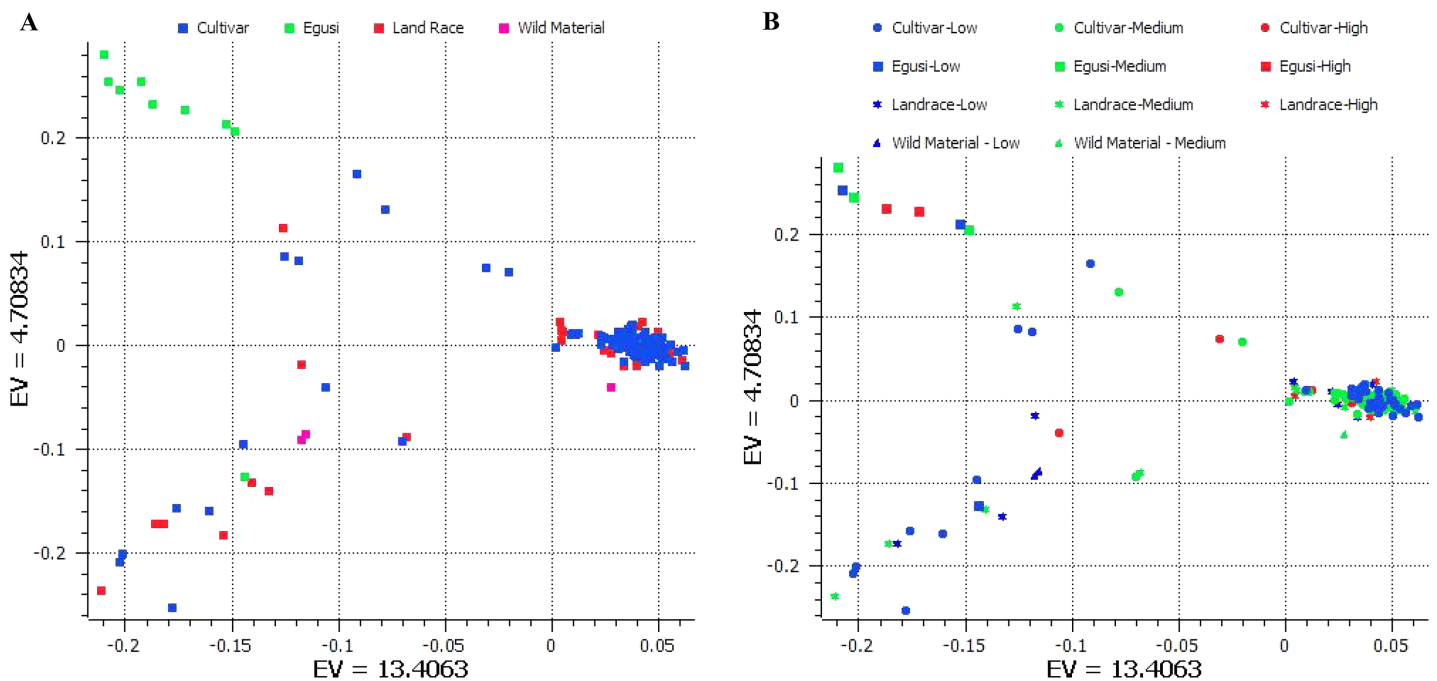 A
Cultivar Egusi Land Race Wild Material
0.2
0.1
0
-0.1
-0.2
EV = 4.70834
-0.2 -0.15 -0.1 -0.05 0 0.05
EV = 13.4063
B
Cultivar-Low Cultivar-Medium Cultivar-High
Egusi-Low Egusi-Medium Egusi-High
Landrace-Low Landrace-Medium Landrace-High
Wild Material - Low Wild Material - Medium
0.2
0.1
0
-0.1
-0.2
EV = 4.70834
-0.2 -0.15 -0.1 -0.05 0 0.05
EV = 13.4063